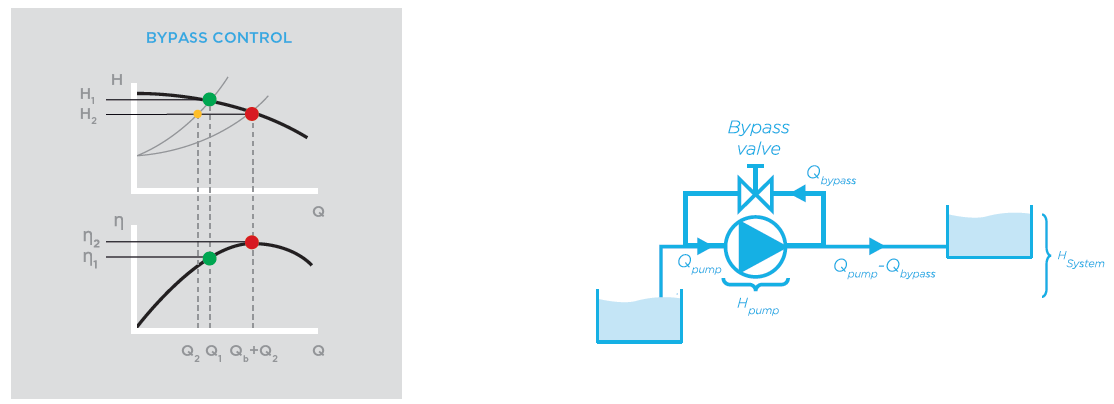 BYPASS CONTROL
H
H1
H2
Q
η
η2
η1
Q2 Q1 Qb+Q2 Q
Bypass
valve
Qbypass
Qpump
Qpump-Qbypass
HSystem
Hpump